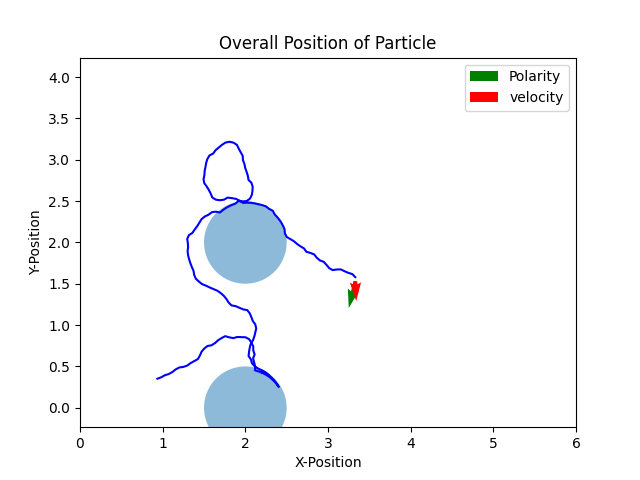 Overall Position of Particle
Polarity
velocity
4.0
3.5
3.0
2.5
2.0
1.5
1.0
0.5
0.0
Y-Position
0 1 2 3 4 5 6
X-Position